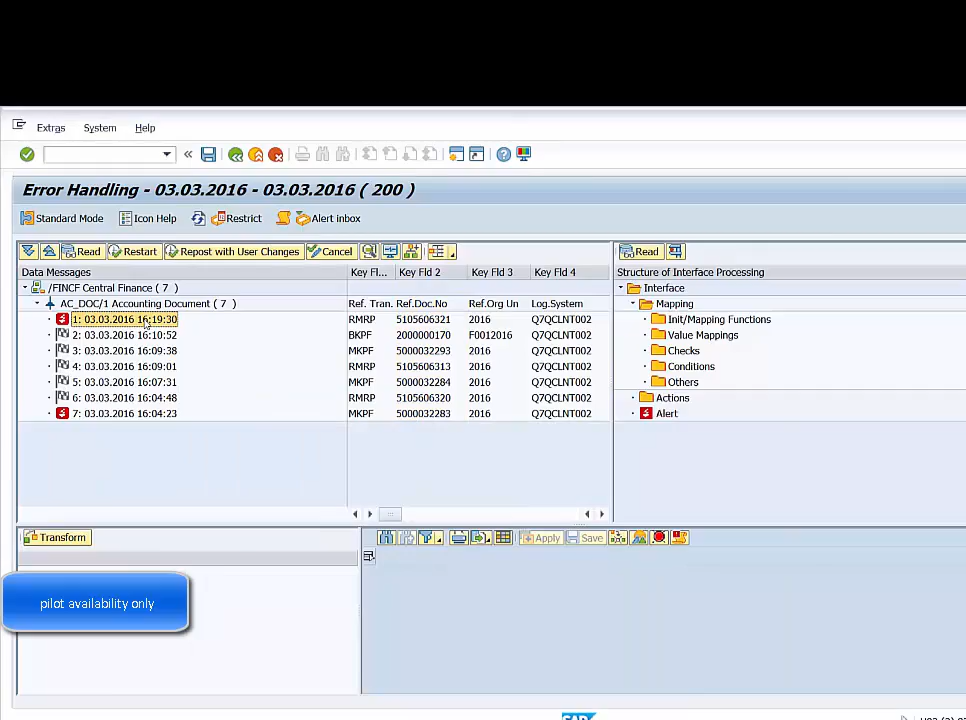 Extras System Help
Error Handling - 03.03.2016 - 03.03.2016 ( 200 )
Standard Mode Icon Help Restrict Alert inbox
Read Restart Repost with User Changes Cancel Read
Data Messages Key Fl... Key Fld 2 Key Fld 3 Key Fld 4 Structure of Interface Processing
/FINCF Central Finance ( 7 ) Interface
AC_DOC/1 Accounting Document ( 7 ) Ref. Tran. Ref.Doc.No Ref.Org Un Log.System Mapping
1: 03.03.2016 16:19:30 RMRP 5105606321 2016 Q7QCLNT002 Init/Mapping Functions
2: 03.03.2016 16:10:52 BKPF 2000000170 F0012016 Q7QCLNT002 Value Mappings
3: 03.03.2016 16:09:38 MKPF 5000032293 2016 Q7QCLNT002 Checks
4: 03.03.2016 16:09:01 RMRP 5105606313 2016 Q7QCLNT002 Conditions
5: 03.03.2016 16:07:31 MKPF 5000032284 2016 Q7QCLNT002 Others
6: 03.03.2016 16:04:48 RMRP 5105606320 2016 Q7QCLNT002 Actions
7: 03.03.2016 16:04:23 MKPF 5000032283 2016 Q7QCLNT002 Alert
Transform Apply Save
pilot availability only
SAP